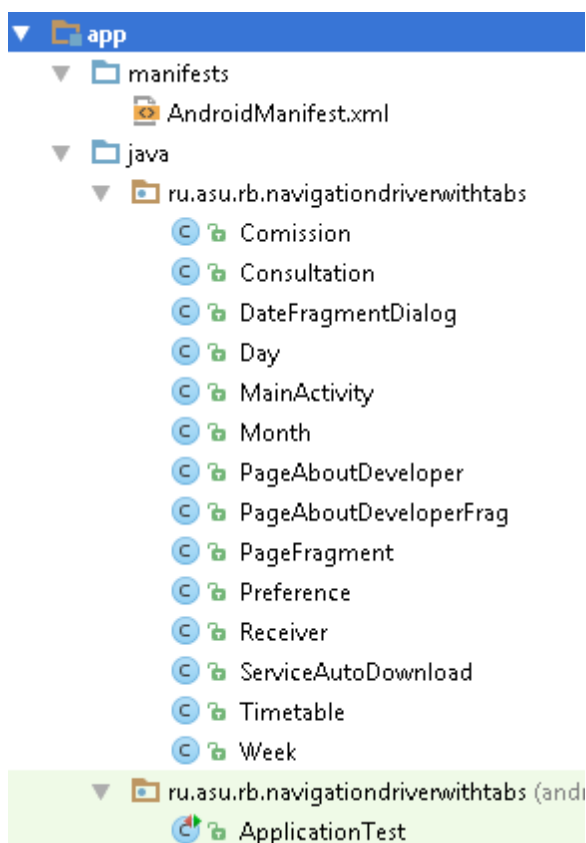 app
manifests
AndroidManifest.xml
java
ru.asu.rb.navigationdriverwithtabs
Comission
Consultation
DateFragmentDialog
Day
MainActivity
Month
PageAboutDeveloper
PageAboutDeveloperFrag
PageFragment
Preference
Receiver
ServiceAutoDownload
Timetable
Week
ru.asu.rb.navigationdriverwithtabs (andr
ApplicationTest